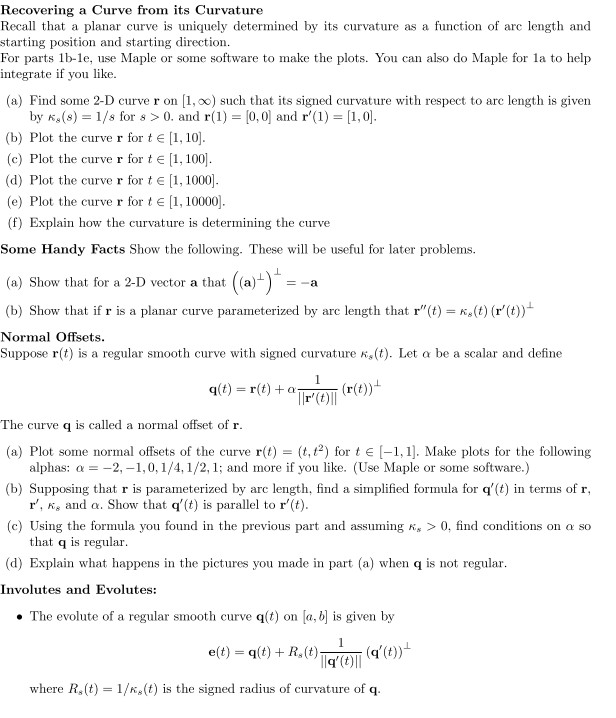 Recovering a Curve from its Curvature
Recall that a planar curve is uniquely determined by its curvature as a function of arc length and
starting position and starting direction.
For parts 1b-1e, use Maple or some software to make the plots. You can also do Maple for 1a to help
integrate if you like.
(a) Find some 2-D curve r on [1, ∞) such that its signed curvature with respect to arc length is given
by κₛ(s) = 1/s for s > 0. and r(1) = [0, 0] and r′(1) = [1, 0].
(b) Plot the curve r for t ∈ [1, 10].
(c) Plot the curve r for t ∈ [1, 100].
(d) Plot the curve r for t ∈ [1, 1000].
(e) Plot the curve r for t ∈ [1, 10000].
(f) Explain how the curvature is determining the curve
Some Handy Facts Show the following. These will be useful for later problems.
(a) Show that for a 2-D vector a that ((a)^⊥)^⊥ = −a
(b) Show that if r is a planar curve parameterized by arc length that r″(t) = κₛ(t) (r′(t))^⊥
Normal Offsets.
Suppose r(t) is a regular smooth curve with signed curvature κₛ(t). Let α be a scalar and define
q(t) = r(t) + α 1/||r′(t)|| (r(t))^⊥
The curve q is called a normal offset of r.
(a) Plot some normal offsets of the curve r(t) = (t, t²) for t ∈ [−1, 1]. Make plots for the following
alphas: α = −2, −1, 0, 1/4, 1/2, 1; and more if you like. (Use Maple or some software.)
(b) Supposing that r is parameterized by arc length, find a simplified formula for q′(t) in terms of r,
r′, κₛ and α. Show that q′(t) is parallel to r′(t).
(c) Using the formula you found in the previous part and assuming κₛ > 0, find conditions on α so
that q is regular.
(d) Explain what happens in the pictures you made in part (a) when q is not regular.
Involutes and Evolutes:
• The evolute of a regular smooth curve q(t) on [a, b] is given by
e(t) = q(t) + Rₛ(t) 1/||q′(t)|| (q′(t))^⊥
where Rₛ(t) = 1/κₛ(t) is the signed radius of curvature of q.